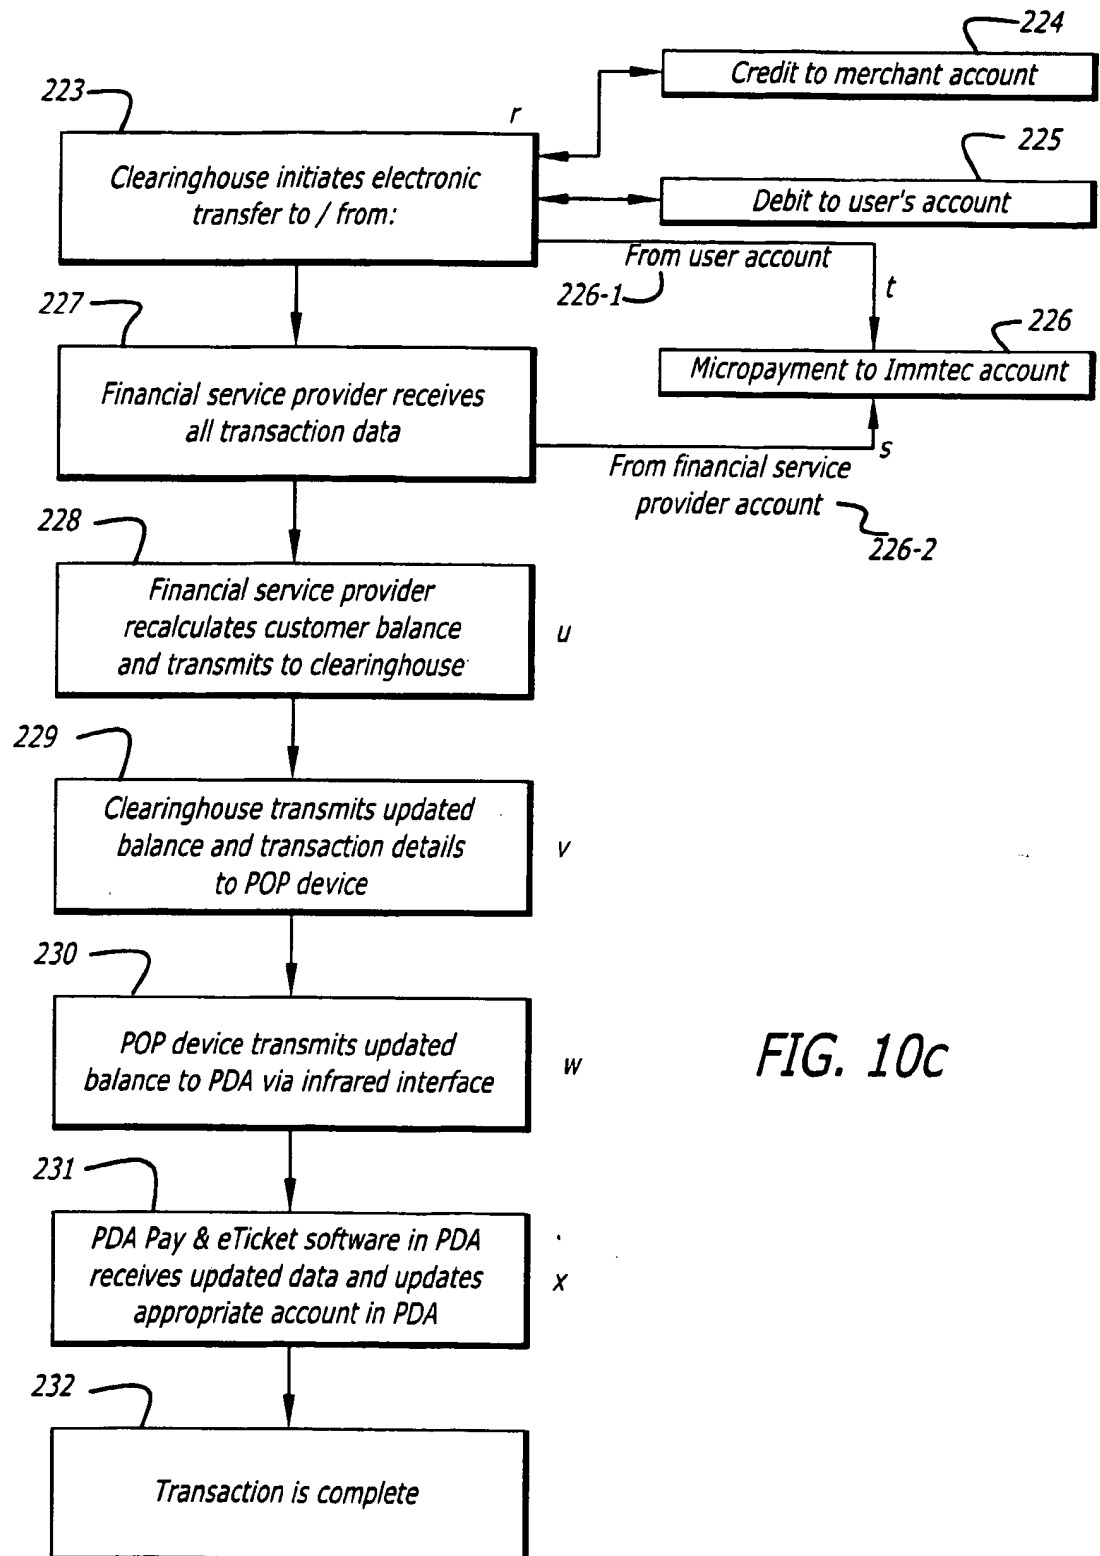 224
Credit to merchant account
223
r
Clearinghouse initiates electronic
transfer to / from:
225
Debit to user's account
From user account
226-1
t
227
226
Micropayment to Immtec account
Financial service provider receives
all transaction data
s
From financial service
provider account
226-2
228
Financial service provider
recalculates customer balance
and transmits to clearinghouse
u
229
Clearinghouse transmits updated
balance and transaction details
to POP device
v
230
POP device transmits updated
balance to PDA via infrared interface
w
FIG. 10c
231
PDA Pay & eTicket software in PDA
receives updated data and updates
appropriate account in PDA
x
232
Transaction is complete